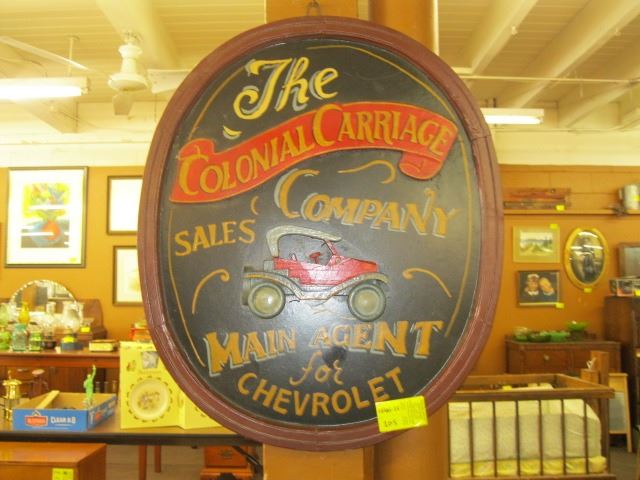 The
COLONIAL CARRIAGE
COMPANY
SALES
MAIN AGENT
for
CHEVROLET